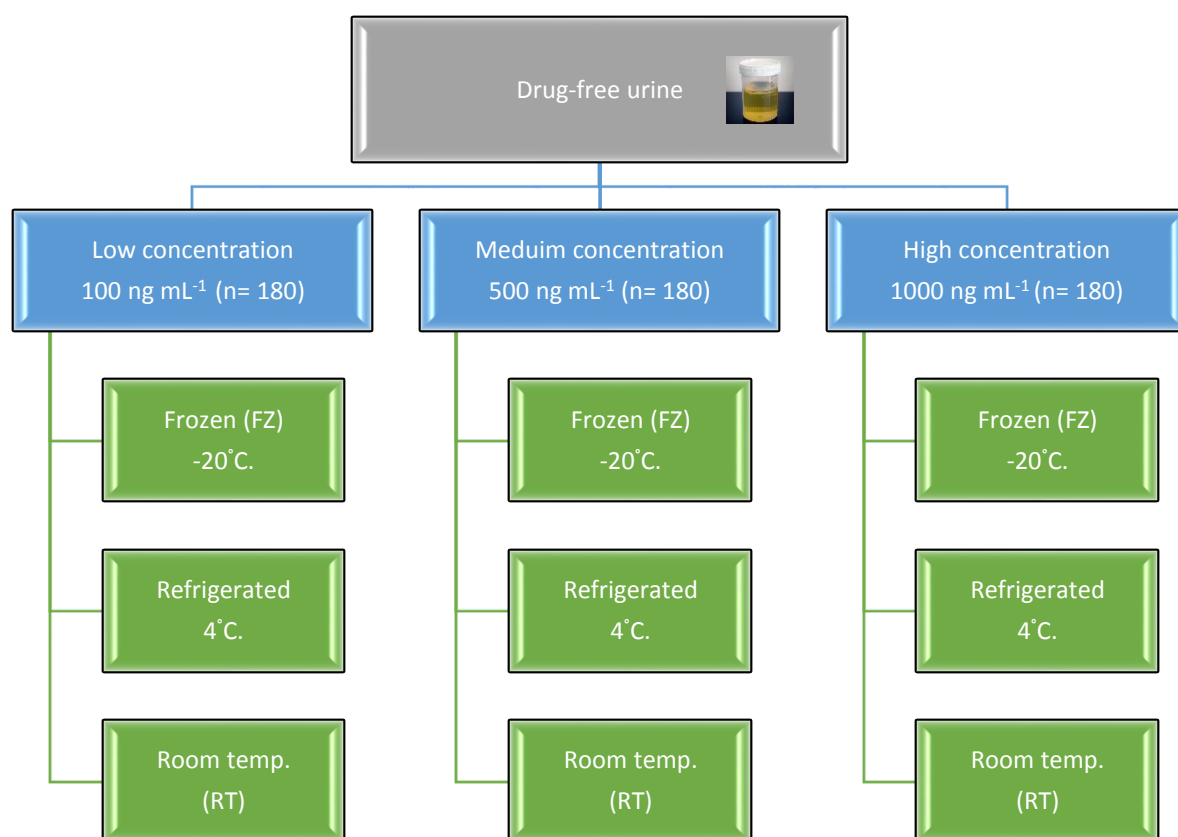 Drug-free urine
Low concentration
100 ng mL⁻¹ (n= 180)
Frozen (FZ)
-20˚C.
Refrigerated
4˚C.
Room temp.
(RT)
Meduim concentration
500 ng mL⁻¹ (n= 180)
Frozen (FZ)
-20˚C.
Refrigerated
4˚C.
Room temp.
(RT)
High concentration
1000 ng mL⁻¹ (n= 180)
Frozen (FZ)
-20˚C.
Refrigerated
4˚C.
Room temp.
(RT)